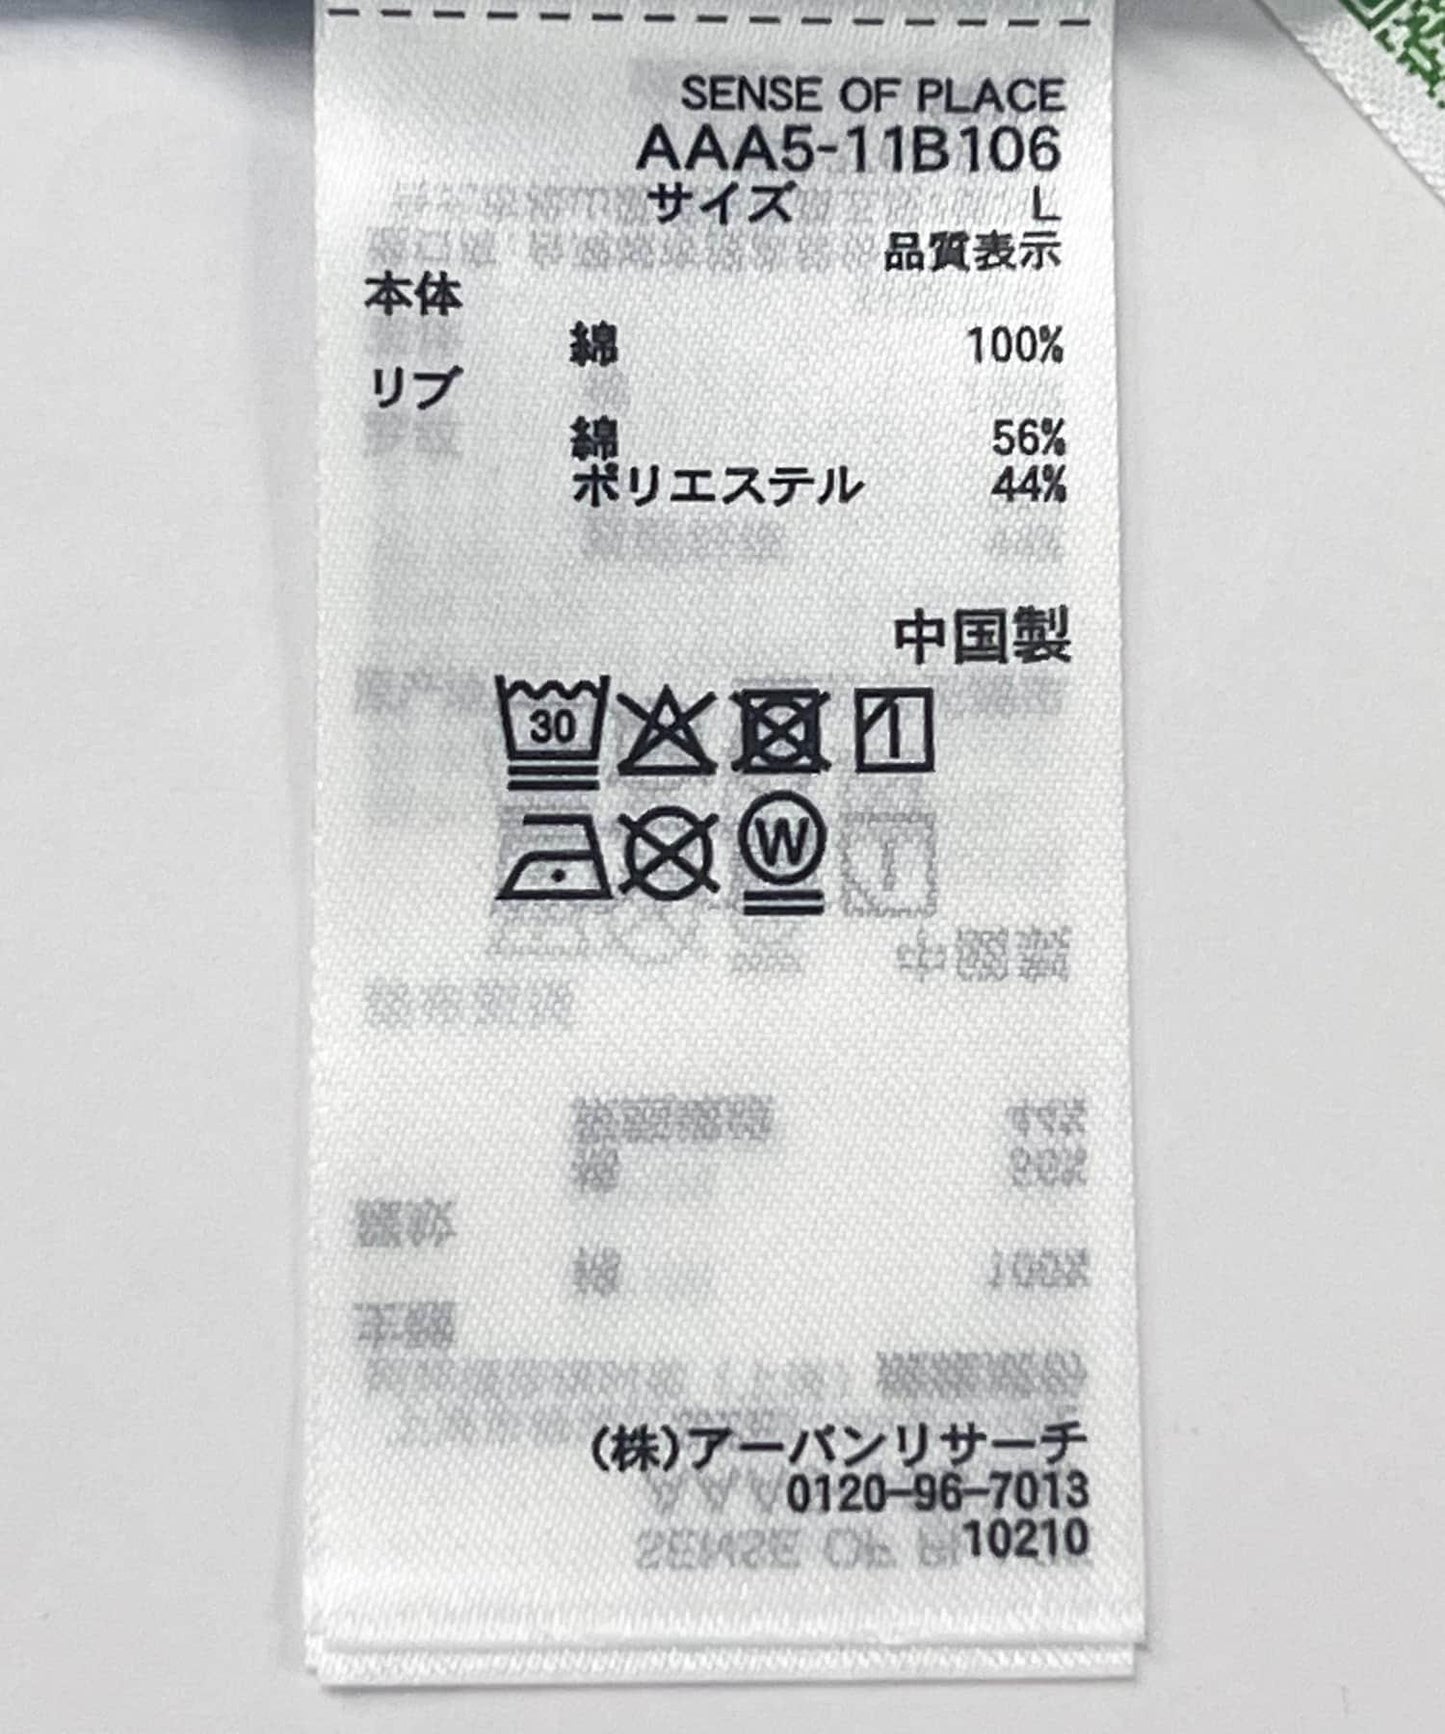 SENSE OF PLACE
AAA5-11B106
サイズ L
品質表示
本体
綿 100%
リブ
綿 56%
ポリエステル 44%
中国製
30
W
(株)アーバンリサーチ
0120-96-7013
10210